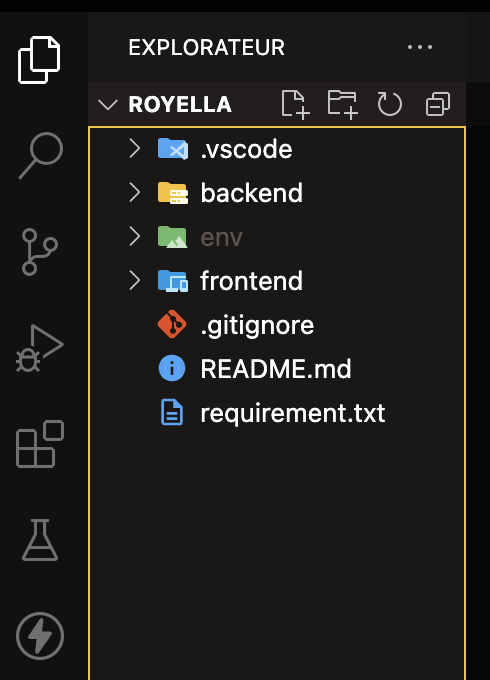 EXPLORATEUR
ROYELLA
.vscode
backend
env
frontend
.gitignore
README.md
requirement.txt